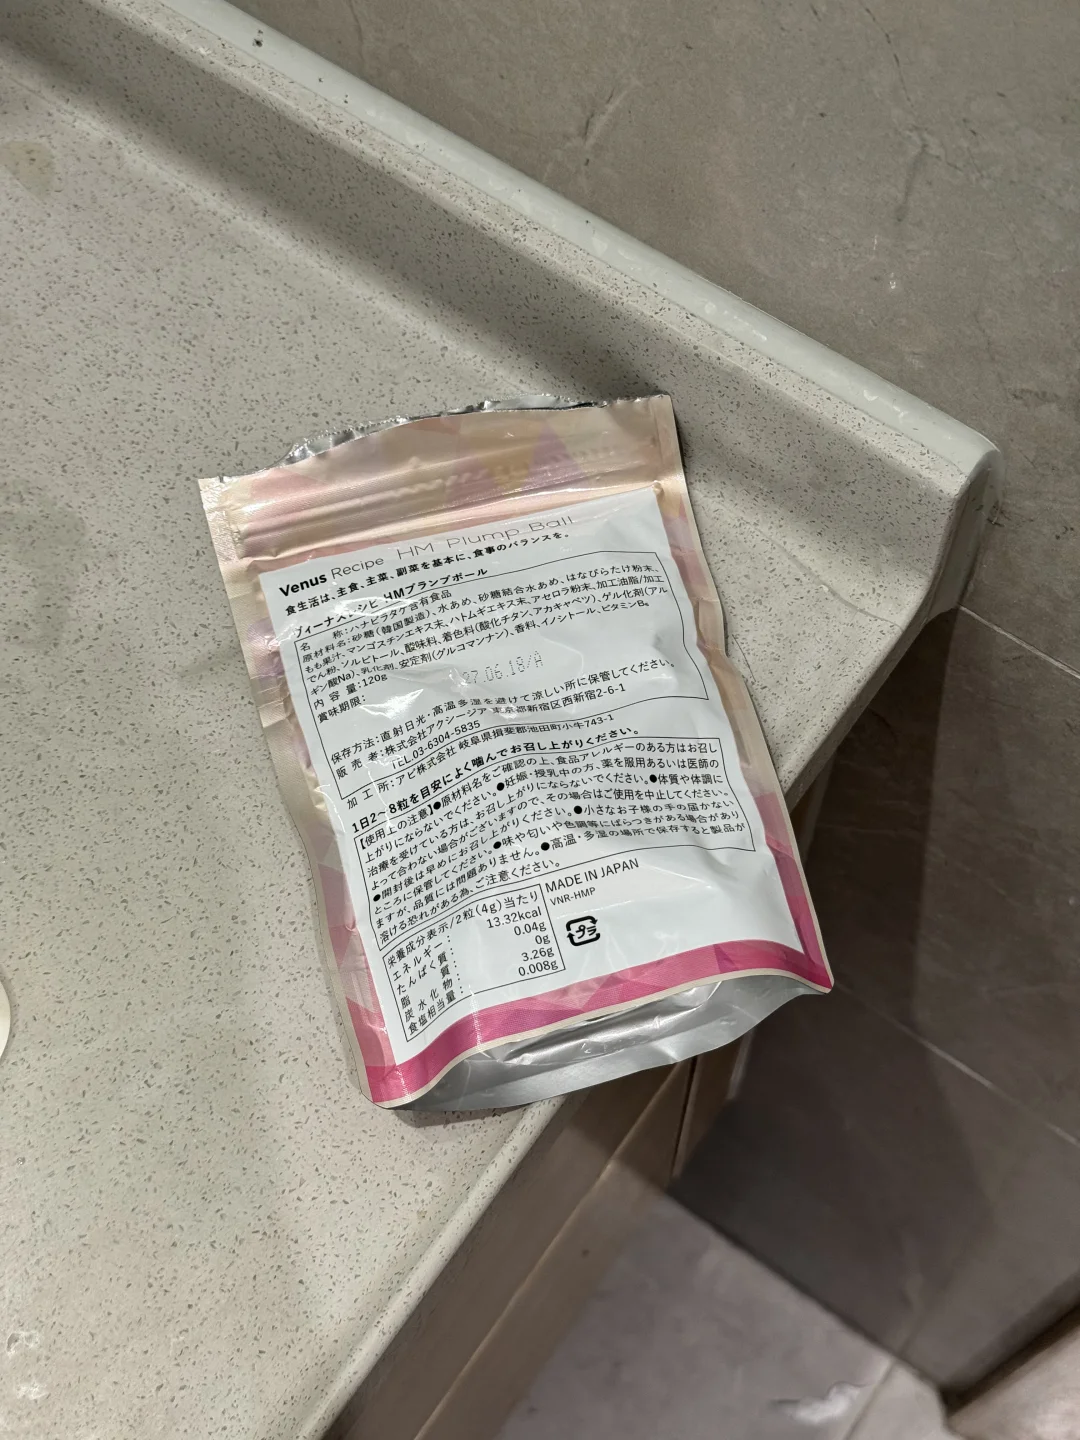 Venus Recipe HM Plump Ball
食生活は、主食、主菜、副菜を基本に、食事のバランスを。
ヴィーナスレシピ HMプランプボール
名 称:ハナビラタケ含有食品
原材料名:砂糖(韓国製造)、水あめ、砂糖結合水あめ、はなびらたけ粉末、
もも果汁、マンゴスチンエキス末、ハトムギエキス末、アセロラ粉末、加工油脂/加工
でん粉、ソルビトール、酸味料、着色料(酸化チタン、アカキャベツ)、ゲル化剤(アル
ギン酸Na)、乳化剤、安定剤(グルコマンナン)、香料、イノシトール、ビタミンB₆
内 容 量:120g
賞味期限:
27.06.18/A
保存方法:直射日光・高温多湿を避けて涼しい所に保管してください。
販 売 者:株式会社アクシージア 東京都新宿区西新宿2-6-1
TEL.03-6304-5835
加 工 所:アピ株式会社 岐阜県揖斐郡池田町小牛743-1
1日2~8粒を目安によく噛んでお召し上がりください。
【使用上の注意】●原材料名をご確認の上、食品アレルギーのある方はお召し
上がりにならないでください。●妊娠・授乳中の方、薬を服用あるいは医師の
治療を受けている方は、お召し上がりにならないでください。●体質や体調に
よって合わない場合がございますので、その場合はご使用を中止してください。
●開封後は早めにお召し上がりください。●小さなお子様の手の届かない
ところに保管してください。●味や匂いや色調等にばらつきがある場合があり
ますが、品質には問題ありません。●高温・多湿の場所で保存すると製品が
溶ける恐れがある為、ご注意ください。
栄養成分表示/2粒(4g)当たり
エネルギー: 13.32kcal
たんぱく質: 0.04g
脂 質: 0g
炭 水 化 物: 3.26g
食塩相当量: 0.008g
MADE IN JAPAN
VNR-HMP
プラ